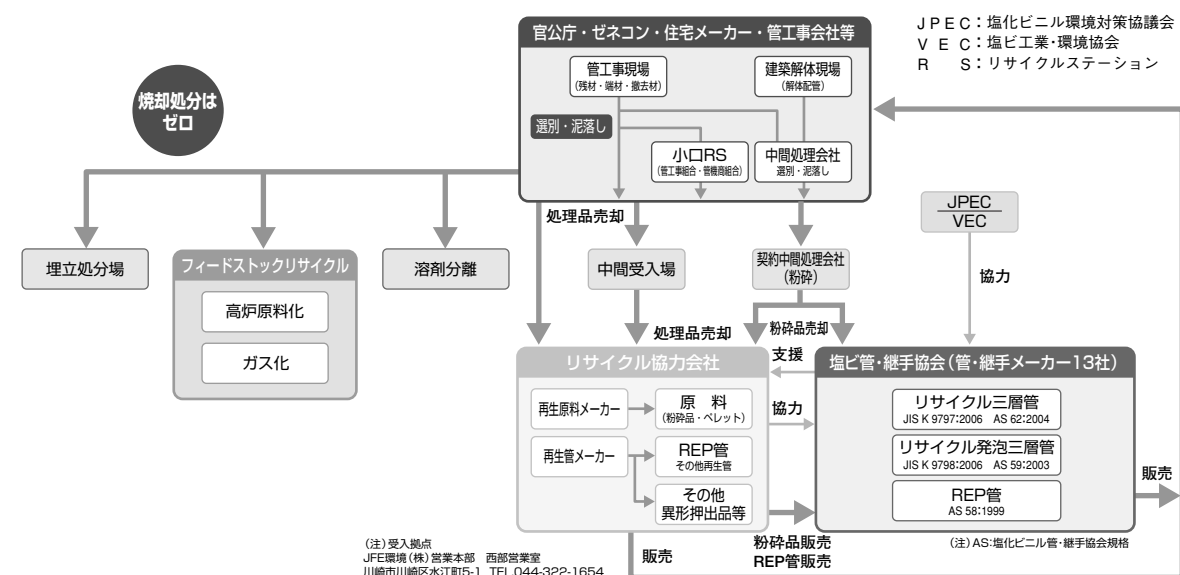 官公庁・ゼネコン・住宅メーカー・管工事会社等
JPEC：塩化ビニル環境対策協議会
VEC：塩ビ工業・環境協会
RS：リサイクルステーション
管工事現場
(残材・端材・撤去材)
建築解体現場
(解体配管)
焼却処分は
ゼロ
選別・泥落し
小口RS
(管工事組合・管機商組合)
中間処理会社
選別・泥落し
処理品売却
JPEC
VEC
埋立処分場
フィードストックリサイクル
高炉原料化
ガス化
溶剤分離
中間受入場
契約中間処理会社
(粉砕)
協力
処理品売却
粉砕品売却
リサイクル協力会社
支援
塩ビ管・継手協会(管・継手メーカー13社)
再生原料メーカー
原　料
(粉砕品・ペレット)
協力
再生管メーカー
REP管
その他再生管
その他
異形押出品等
リサイクル三層管
JIS K 9797:2006 AS 62:2004
リサイクル発泡三層管
JIS K 9798:2006 AS 59:2003
REP管
AS 58:1999
販売
(注)受入拠点
JFE環境(株)営業本部　西部営業室
川崎市川崎区水江町5-1 TEL.044-322-1654
販売
粉砕品販売
REP管販売
(注)AS:塩化ビニル管・継手協会規格